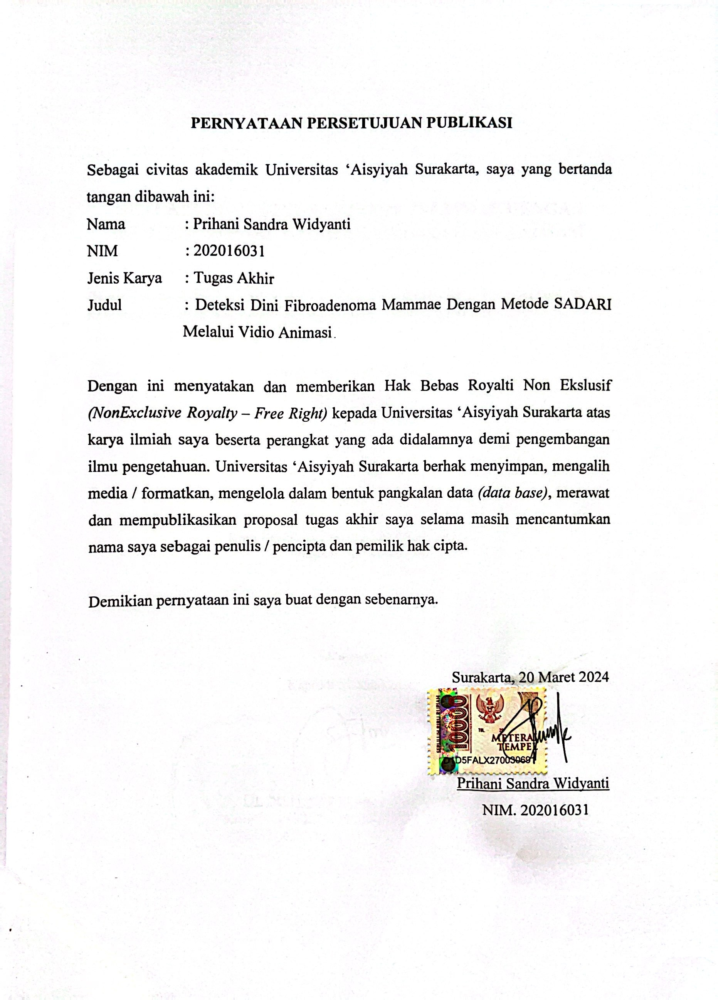 PERNYATAAN PERSETUJUAN PUBLIKASI
Sebagai civitas akademik Universitas ‘Aisyiyah Surakarta, saya yang bertanda
tangan dibawah ini:
Nama : Prihani Sandra Widyanti
NIM : 202016031
Jenis Karya : Tugas Akhir
Judul : Deteksi Dini Fibroadenoma Mammae Dengan Metode SADARI
Melalui Vidio Animasi.
Dengan ini menyatakan dan memberikan Hak Bebas Royalti Non Ekslusif
(NonExclusive Royalty – Free Right) kepada Universitas ‘Aisyiyah Surakarta atas
karya ilmiah saya beserta perangkat yang ada didalamnya demi pengembangan
ilmu pengetahuan. Universitas ‘Aisyiyah Surakarta berhak menyimpan, mengalih
media / formatkan, mengelola dalam bentuk pangkalan data (data base), merawat
dan mempublikasikan proposal tugas akhir saya selama masih mencantumkan
nama saya sebagai penulis / pencipta dan pemilik hak cipta.
Demikian pernyataan ini saya buat dengan sebenarnya.
Surakarta, 20 Maret 2024
SEPULUH RIBU RUPIAH
10000
TGL. 20
METERAI
TEMPEL
Prihani Sandra Widyanti
NIM. 202016031